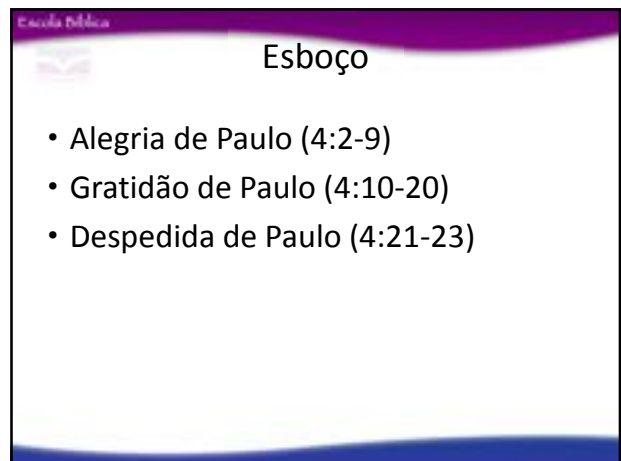 Escola Bíblica
Esboço
• Alegria de Paulo (4:2-9)
• Gratidão de Paulo (4:10-20)
• Despedida de Paulo (4:21-23)